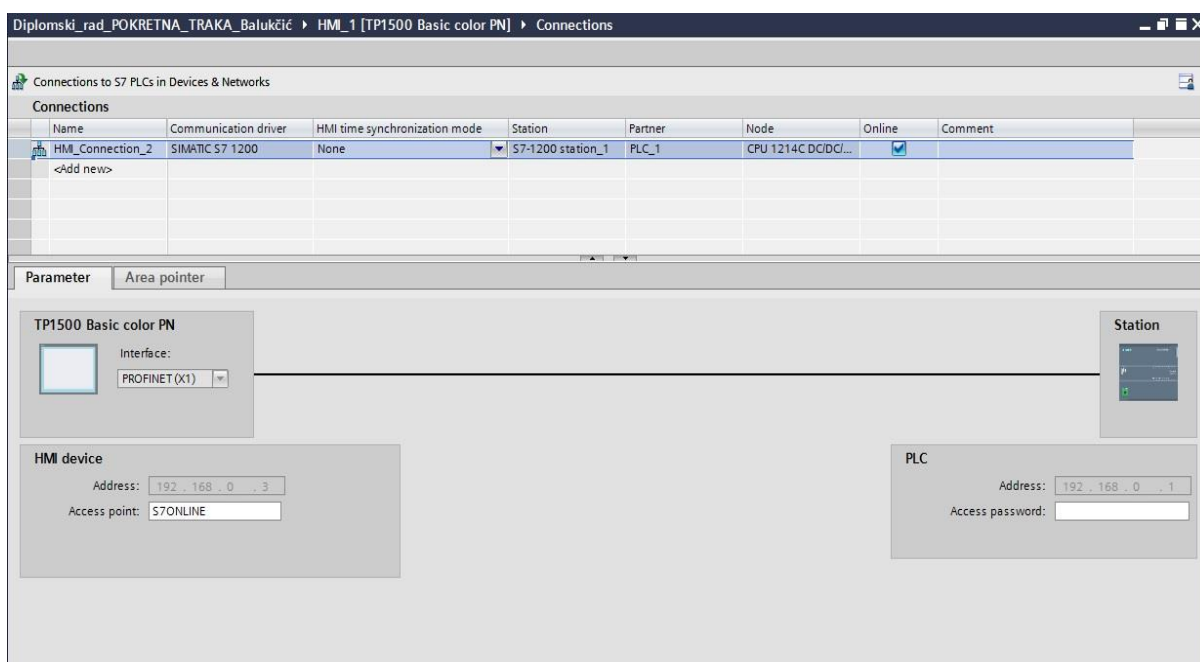 Diplomski_rad_POKRETNA_TRAKA_Balukčić ▸ HMI_1 [TP1500 Basic color PN] ▸ Connections
Connections to S7 PLCs in Devices & Networks
Connections
Name Communication driver HMI time synchronization mode Station Partner Node Online Comment
HMI_Connection_2 SIMATIC S7 1200 None S7-1200 station_1 PLC_1 CPU 1214C DC/DC/...
<Add new>
Parameter Area pointer
TP1500 Basic color PN Station
Interface:
PROFINET (X1)
HMI device PLC
Address: 192 . 168 . 0 . 3 Address: 192 . 168 . 0 . 1
Access point: S7ONLINE Access password: